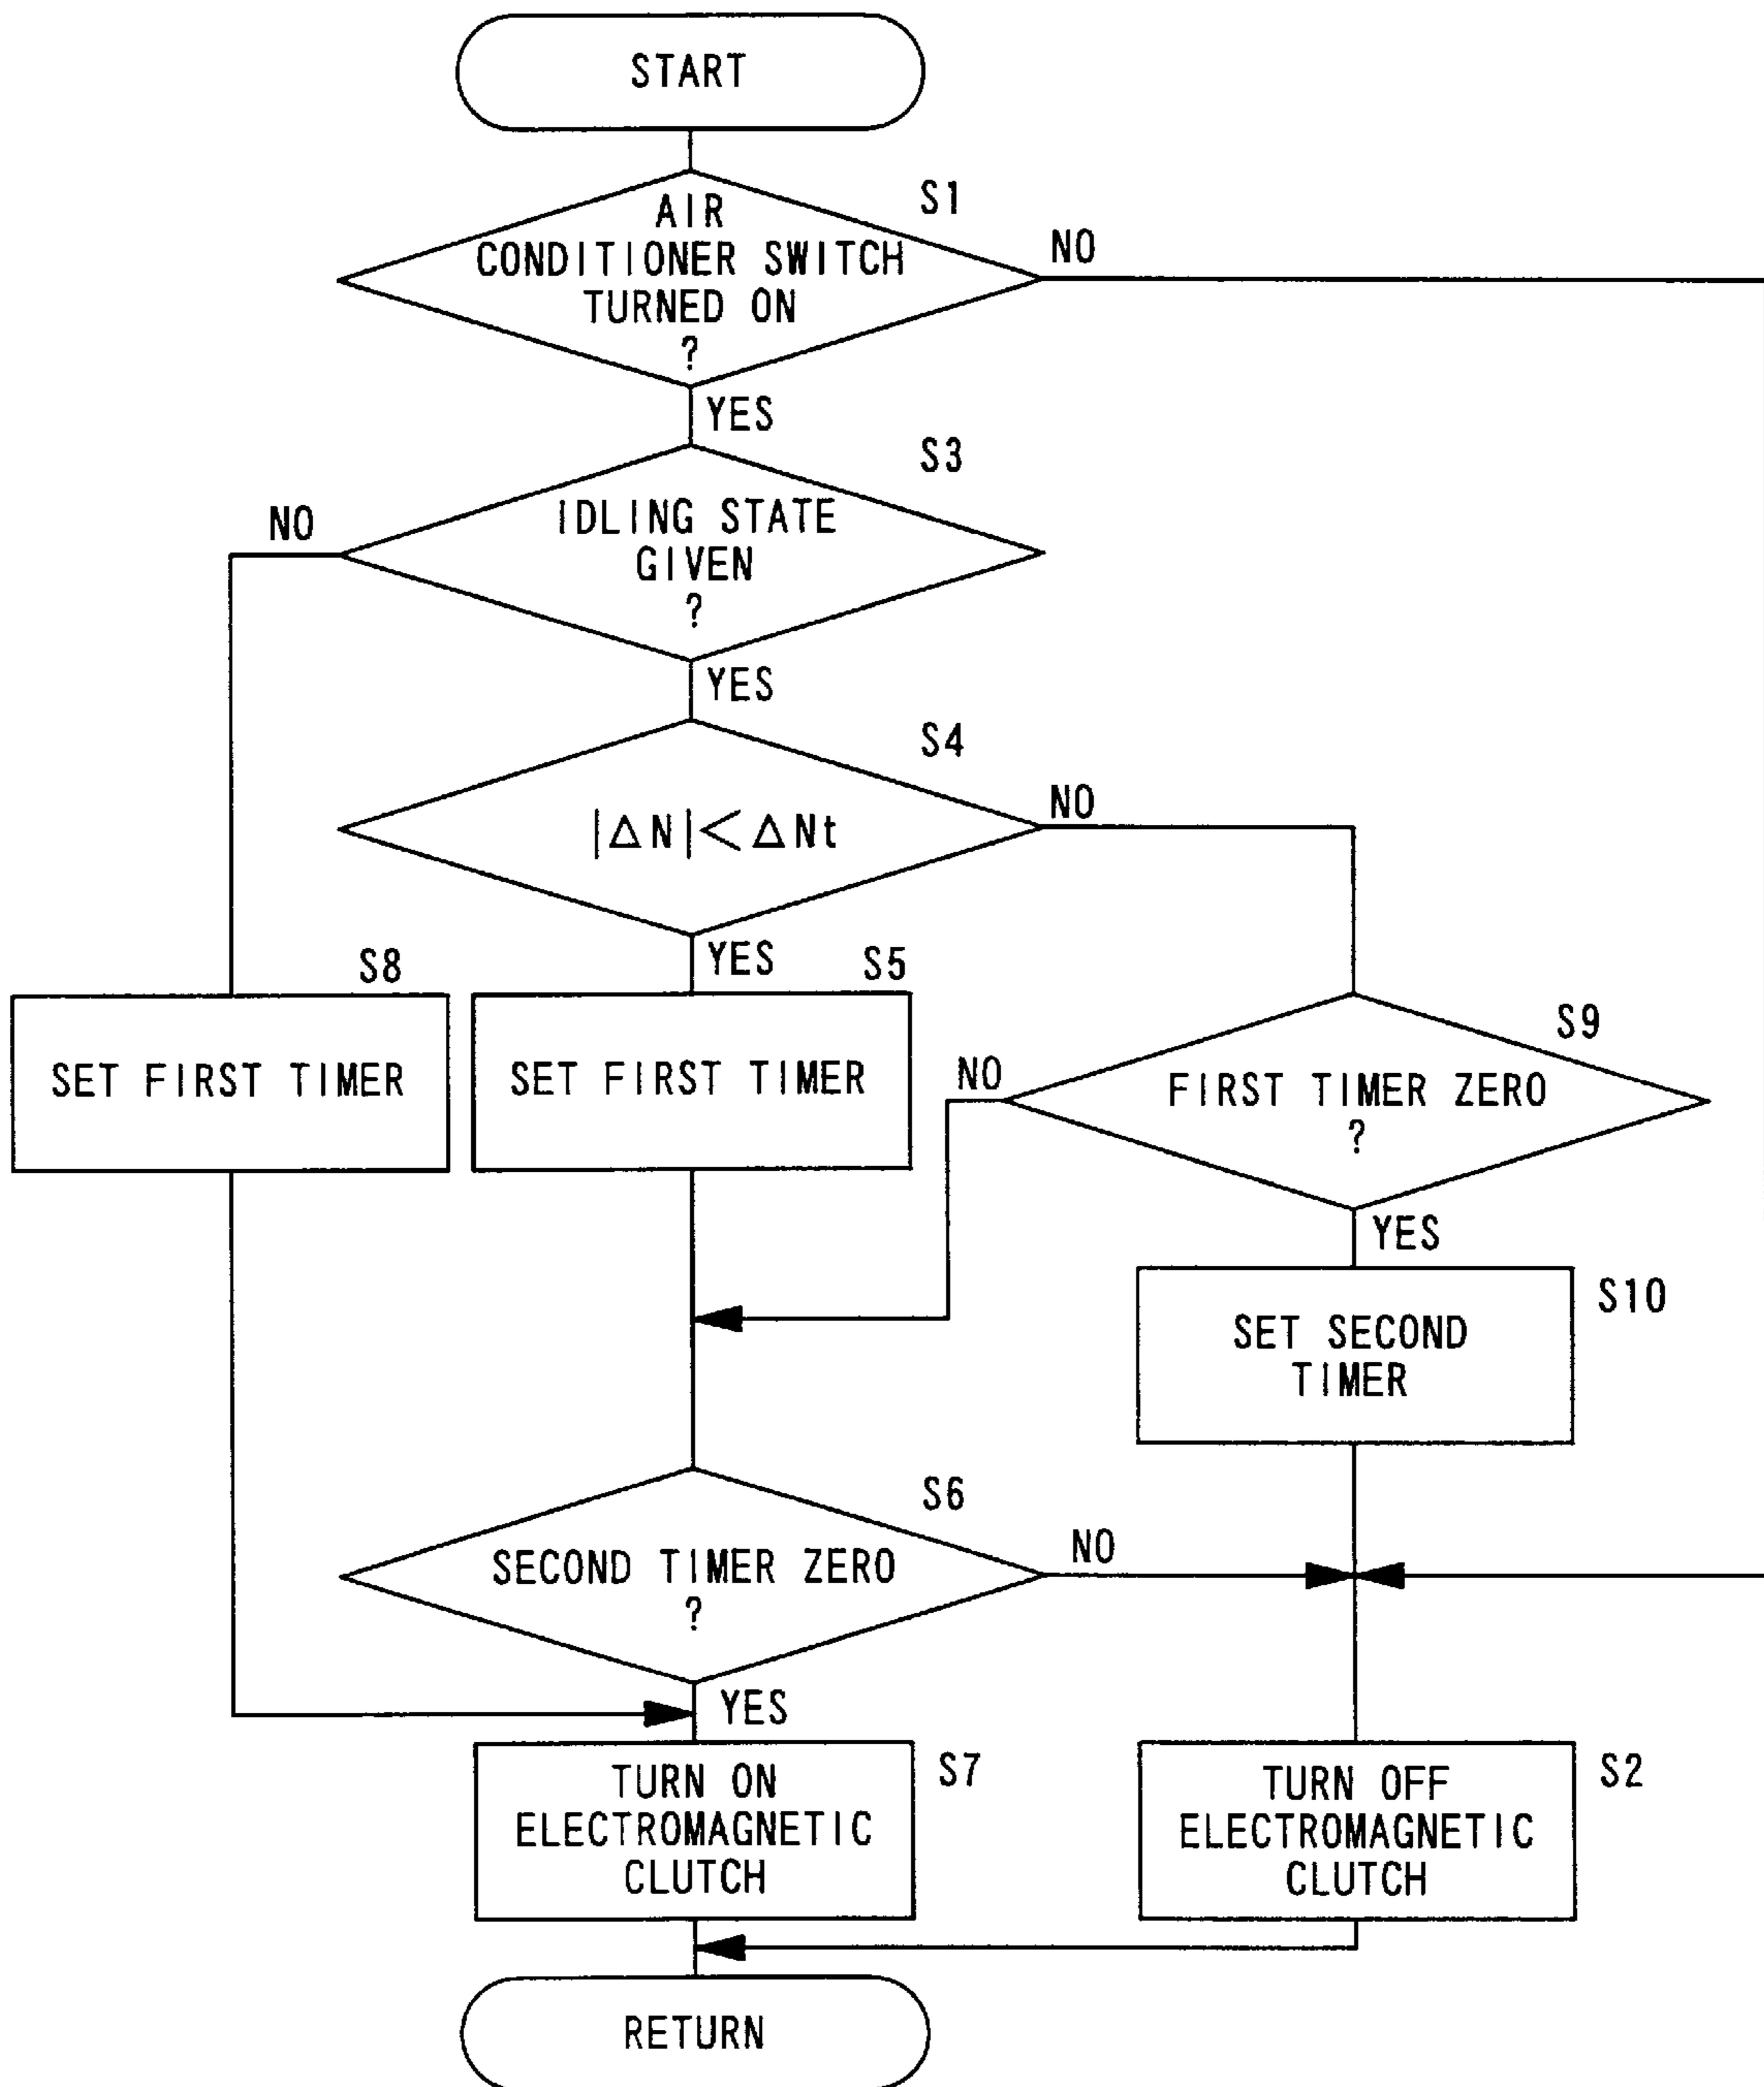 START
S1
AIR
CONDITIONER SWITCH
TURNED ON
?
NO
YES
S3
IDLING STATE
GIVEN
?
NO
YES
S4
|ΔN|<ΔNt
NO
YES
S8
SET FIRST TIMER
S5
SET FIRST TIMER
S9
FIRST TIMER ZERO
?
NO
YES
S10
SET SECOND
TIMER
S6
SECOND TIMER ZERO
?
NO
YES
S7
TURN ON
ELECTROMAGNETIC
CLUTCH
S2
TURN OFF
ELECTROMAGNETIC
CLUTCH
RETURN